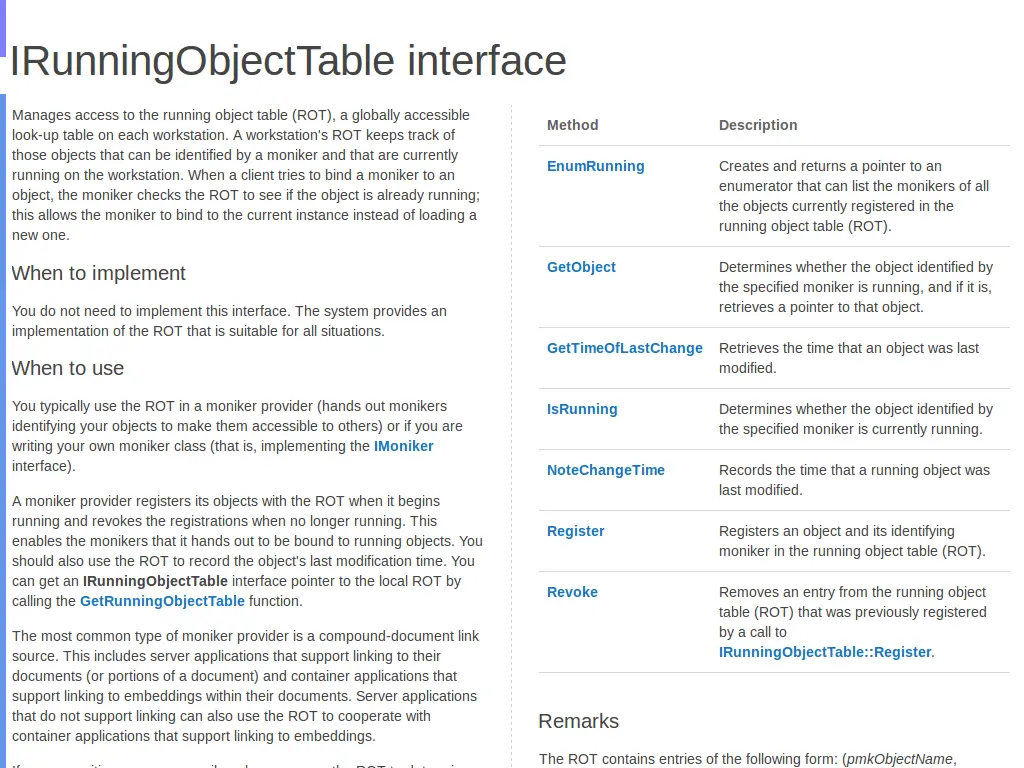 IRunningObjectTable interface
Manages access to the running object table (ROT), a globally accessible
look-up table on each workstation. A workstation's ROT keeps track of
those objects that can be identified by a moniker and that are currently
running on the workstation. When a client tries to bind a moniker to an
object, the moniker checks the ROT to see if the object is already running;
this allows the moniker to bind to the current instance instead of loading a
new one.
When to implement
You do not need to implement this interface. The system provides an
implementation of the ROT that is suitable for all situations.
When to use
You typically use the ROT in a moniker provider (hands out monikers
identifying your objects to make them accessible to others) or if you are
writing your own moniker class (that is, implementing the IMoniker
interface).
A moniker provider registers its objects with the ROT when it begins
running and revokes the registrations when no longer running. This
enables the monikers that it hands out to be bound to running objects. You
should also use the ROT to record the object's last modification time. You
can get an IRunningObjectTable interface pointer to the local ROT by
calling the GetRunningObjectTable function.
The most common type of moniker provider is a compound-document link
source. This includes server applications that support linking to their
documents (or portions of a document) and container applications that
support linking to embeddings within their documents. Server applications
that do not support linking can also use the ROT to cooperate with
container applications that support linking to embeddings.
Method Description
EnumRunning Creates and returns a pointer to an
enumerator that can list the monikers of all
the objects currently registered in the
running object table (ROT).
GetObject Determines whether the object identified by
the specified moniker is running, and if it is,
retrieves a pointer to that object.
GetTimeOfLastChange Retrieves the time that an object was last
modified.
IsRunning Determines whether the object identified by
the specified moniker is currently running.
NoteChangeTime Records the time that a running object was
last modified.
Register Registers an object and its identifying
moniker in the running object table (ROT).
Revoke Removes an entry from the running object
table (ROT) that was previously registered
by a call to
IRunningObjectTable::Register.
Remarks
The ROT contains entries of the following form: (pmkObjectName,